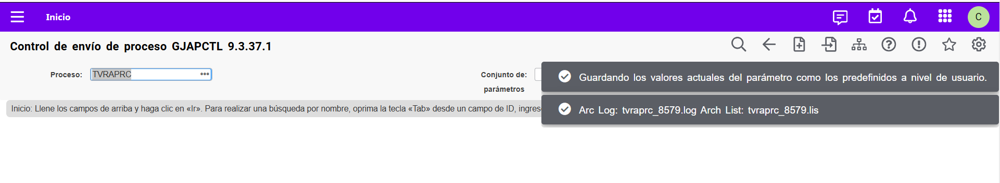 Inicio
C
Control de envío de proceso GJAPCTL 9.3.37.1
Proceso: TVRAPRC
Conjunto de:
parámetros
Guardando los valores actuales del parámetro como los predefinidos a nivel de usuario.
Inicio: Llene los campos de arriba y haga clic en «Ir». Para realizar una búsqueda por nombre, oprima la tecla «Tab» desde un campo de ID, ingres
Arc Log: tvraprc_8579.log Arch List: tvraprc_8579.lis